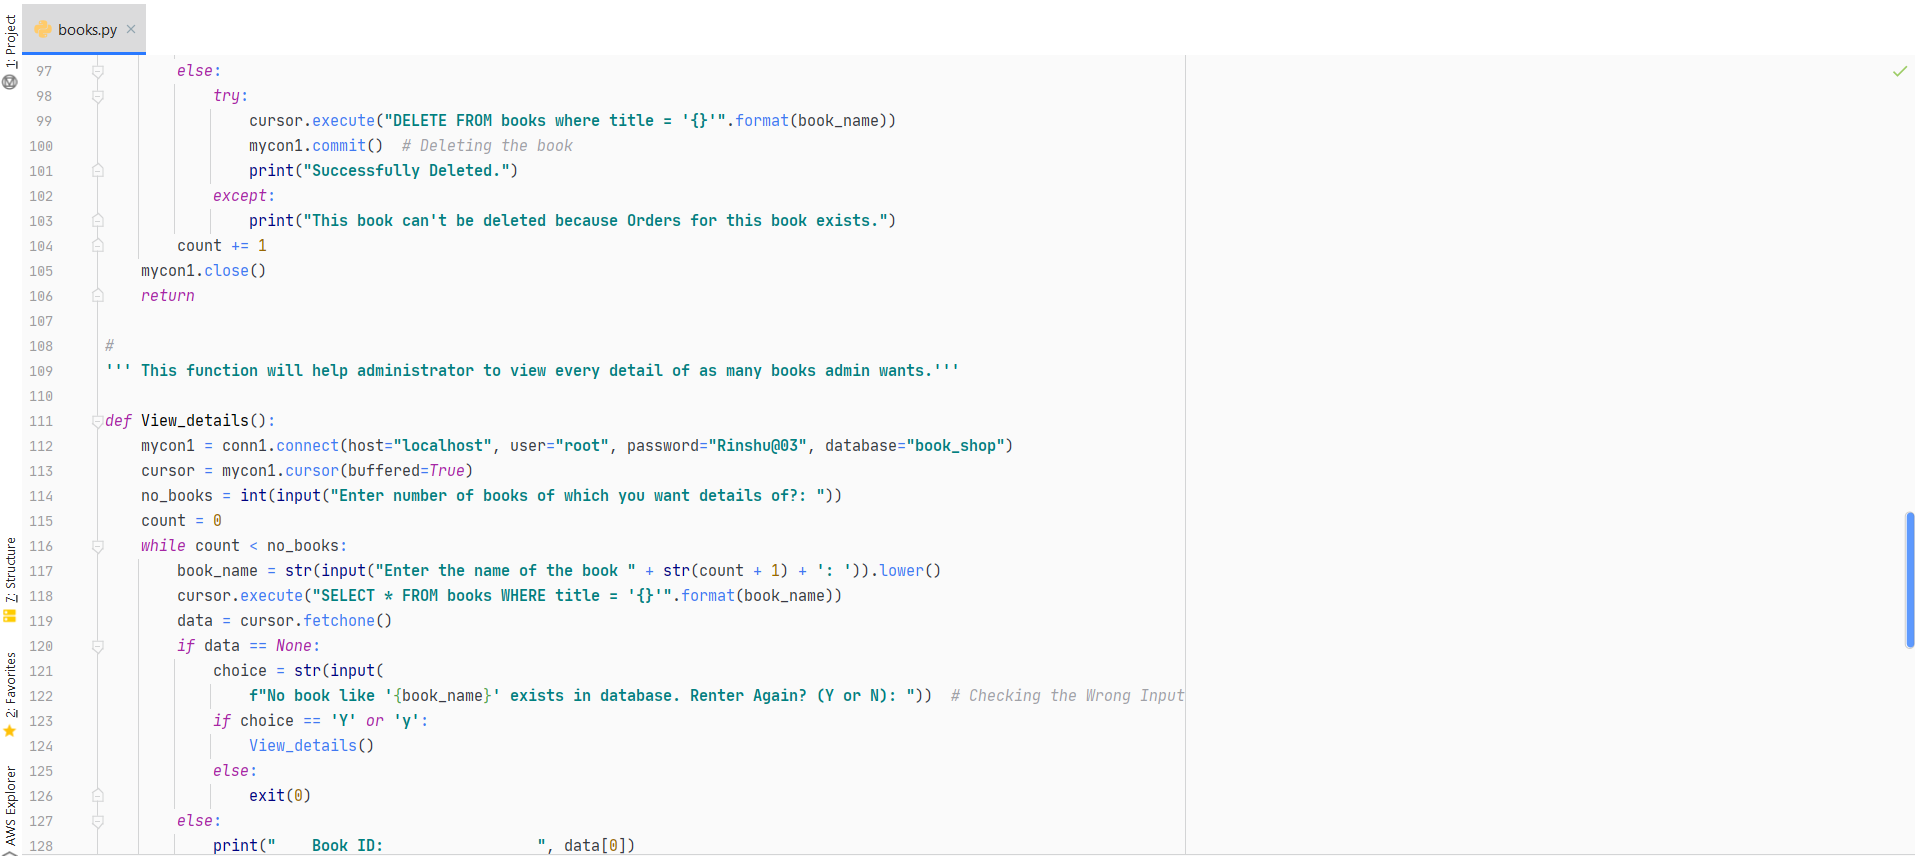 books.py ×
1: Project
7: Structure
2: Favorites
AWS Explorer
97 else:
98 try:
99 cursor.execute("DELETE FROM books where title = '{}'".format(book_name))
100 mycon1.commit()  # Deleting the book
101 print("Successfully Deleted.")
102 except:
103 print("This book can't be deleted because Orders for this book exists.")
104 count += 1
105 mycon1.close()
106 return
107
108 #
109 ''' This function will help administrator to view every detail of as many books admin wants.'''
110
111 def View_details():
112 mycon1 = conn1.connect(host="localhost", user="root", password="Rinshu@03", database="book_shop")
113 cursor = mycon1.cursor(buffered=True)
114 no_books = int(input("Enter number of books of which you want details of?: "))
115 count = 0
116 while count < no_books:
117 book_name = str(input("Enter the name of the book " + str(count + 1) + ': ')).lower()
118 cursor.execute("SELECT * FROM books WHERE title = '{}'".format(book_name))
119 data = cursor.fetchone()
120 if data == None:
121 choice = str(input(
122 f"No book like '{book_name}' exists in database. Renter Again? (Y or N): "))  # Checking the Wrong Input
123 if choice == 'Y' or 'y':
124 View_details()
125 else:
126 exit(0)
127 else:
128 print("    Book ID:                 ", data[0])